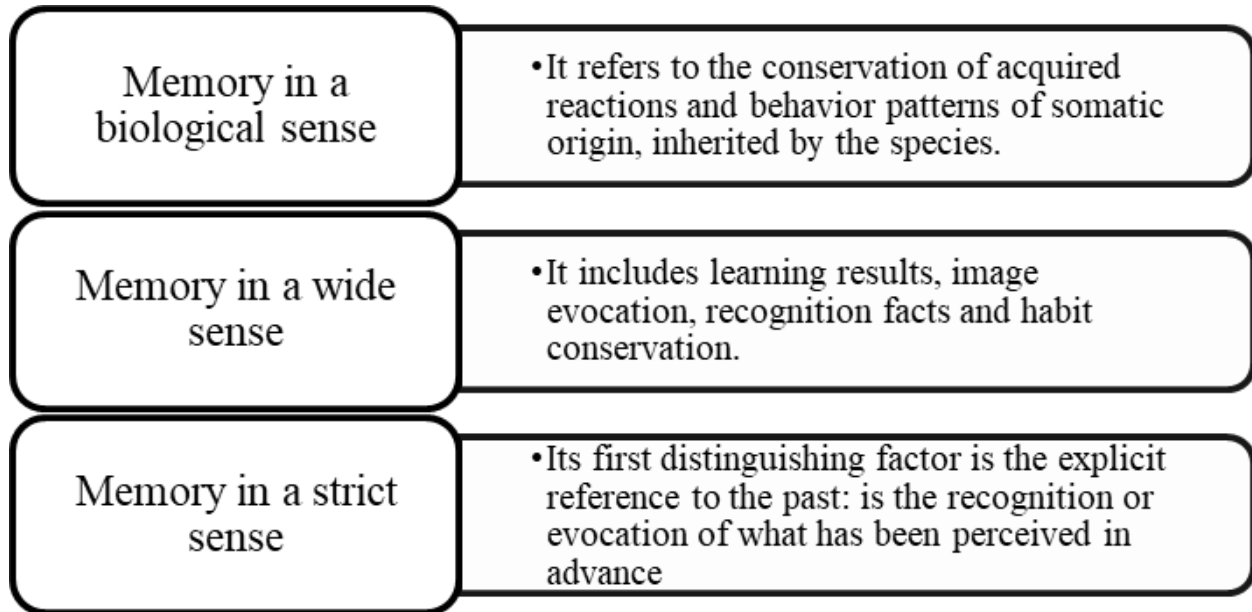 Memory in a
biological sense
•It refers to the conservation of acquired
reactions and behavior patterns of somatic
origin, inherited by the species.
Memory in a wide
sense
•It includes learning results, image
evocation, recognition facts and habit
conservation.
Memory in a strict
sense
•Its first distinguishing factor is the explicit
reference to the past: is the recognition or
evocation of what has been perceived in
advance